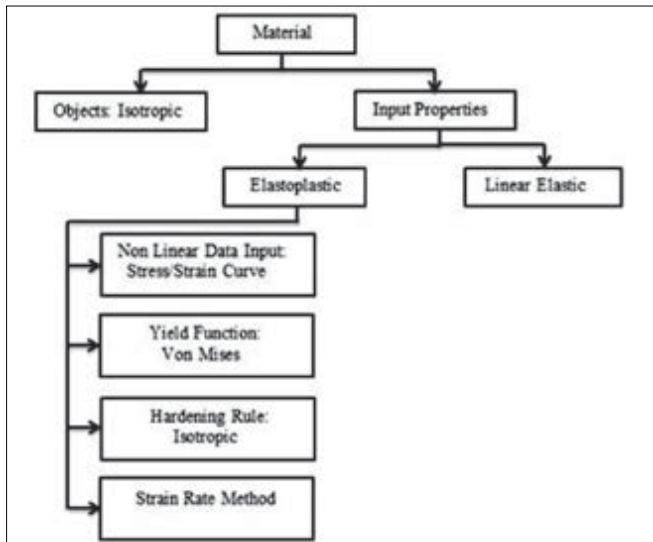 Material
Objects: Isotropic
Input Properties
Elastoplastic
Linear Elastic
Non Linear Data Input:
Stress/Strain Curve
Yield Function:
Von Mises
Hardening Rule:
Isotropic
Strain Rate Method